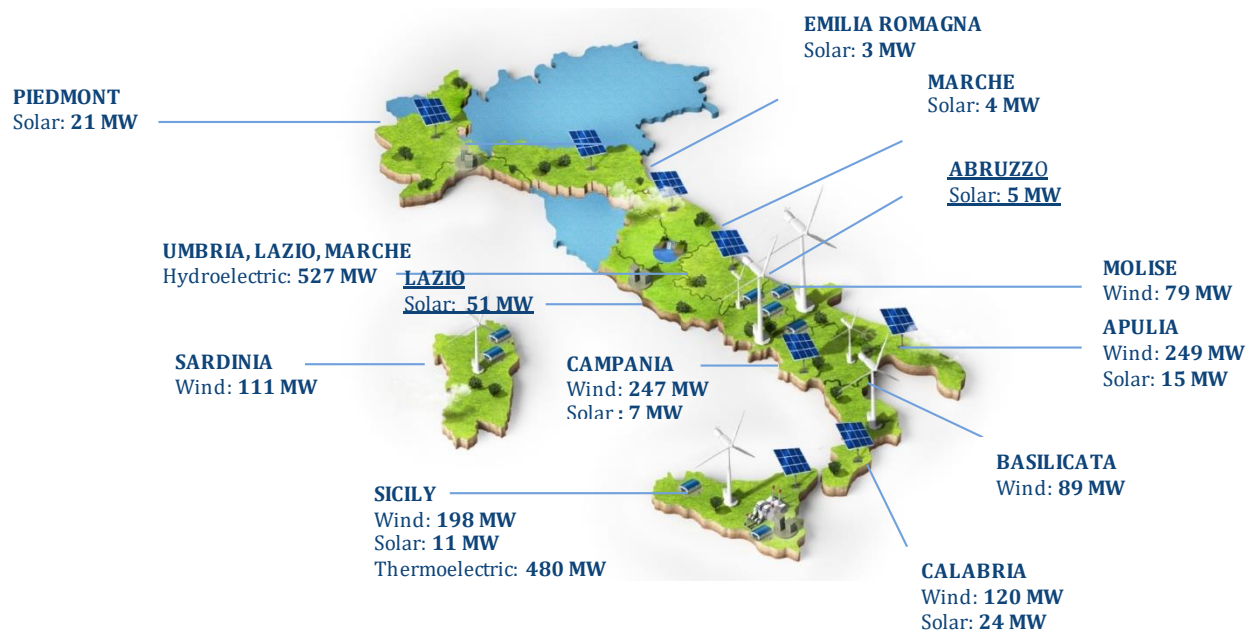 EMILIA ROMAGNA
Solar: 3 MW
MARCHE
Solar: 4 MW
PIEDMONT
Solar: 21 MW
ABRUZZO
Solar: 5 MW
UMBRIA, LAZIO, MARCHE
Hydroelectric: 527 MW
LAZIO
Solar: 51 MW
MOLISE
Wind: 79 MW
APULIA
Wind: 249 MW
Solar: 15 MW
SARDINIA
Wind: 111 MW
CAMPANIA
Wind: 247 MW
Solar: 7 MW
BASILICATA
Wind: 89 MW
SICILY
Wind: 198 MW
Solar: 11 MW
Thermoelectric: 480 MW
CALABRIA
Wind: 120 MW
Solar: 24 MW